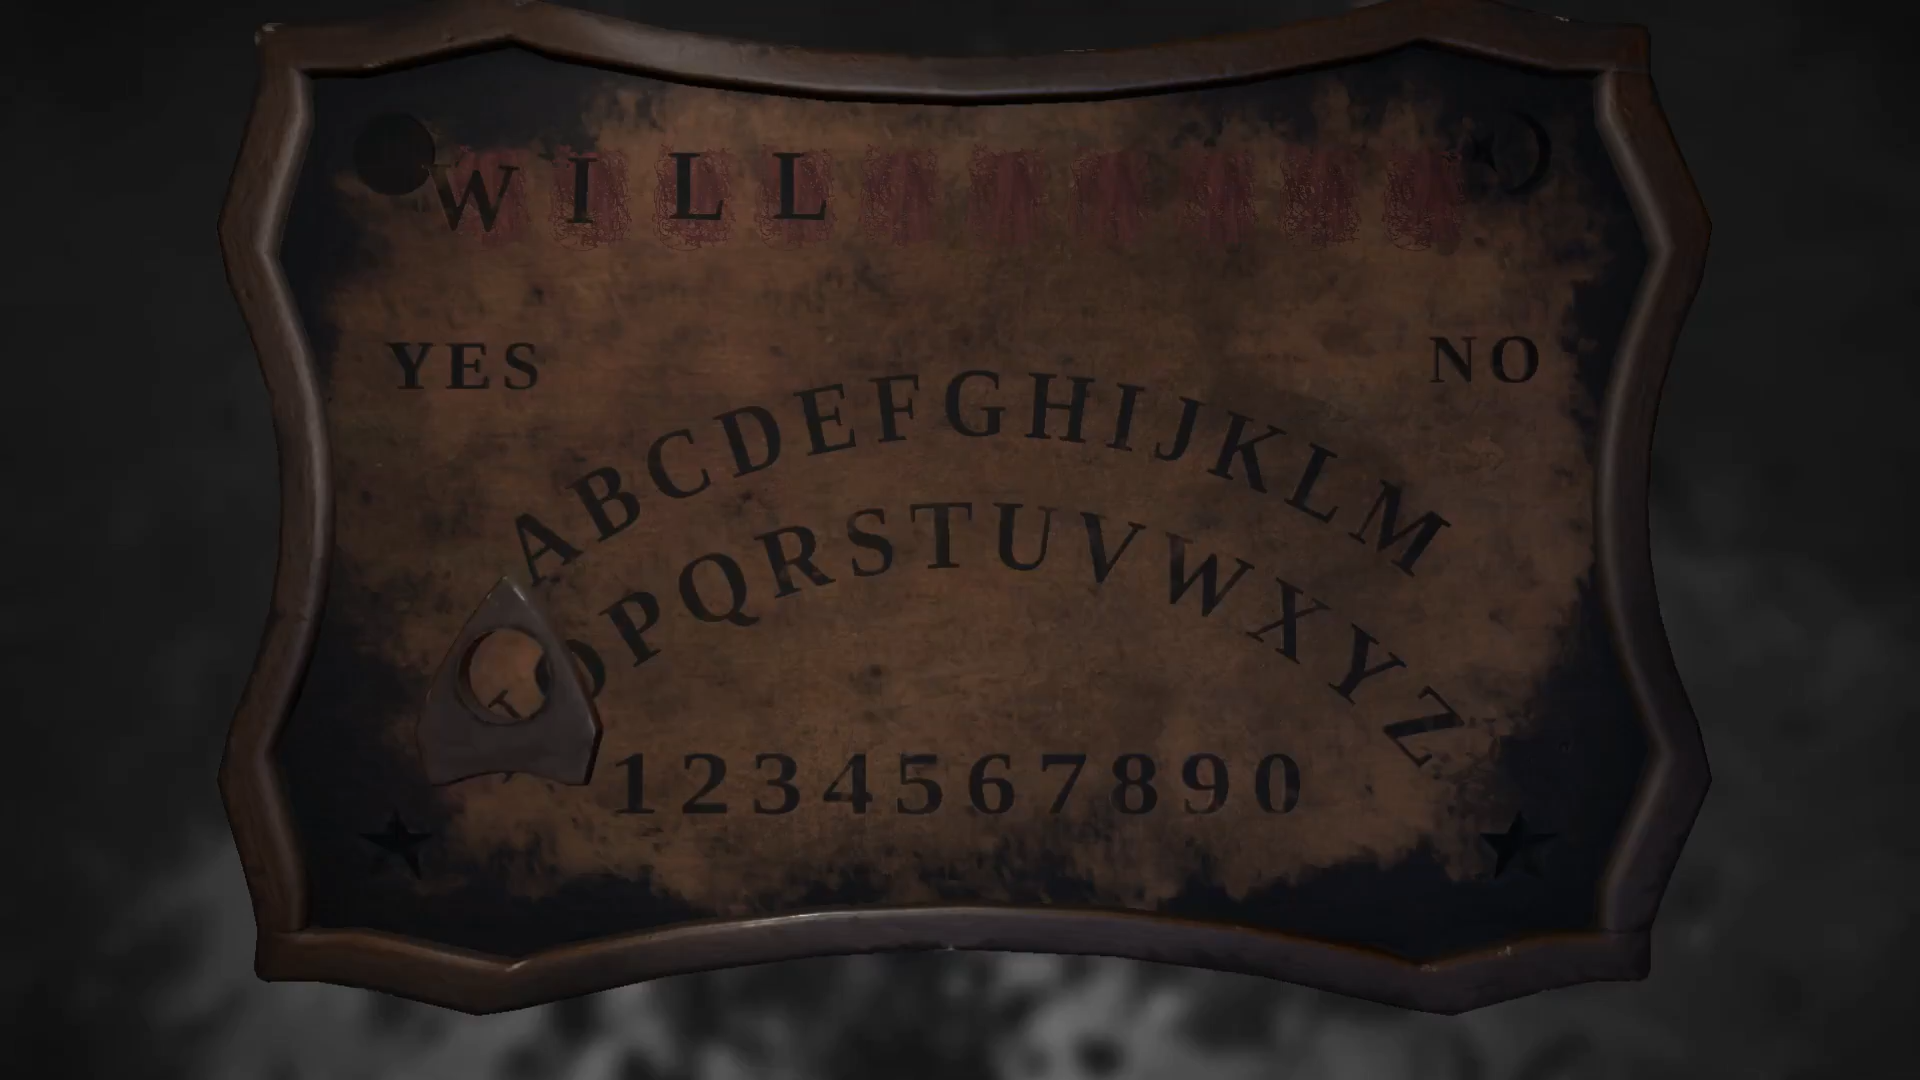 WILL
YES NO
ABCDEFGHIJKLM
OPQRSTUVWXYZ
1234567890